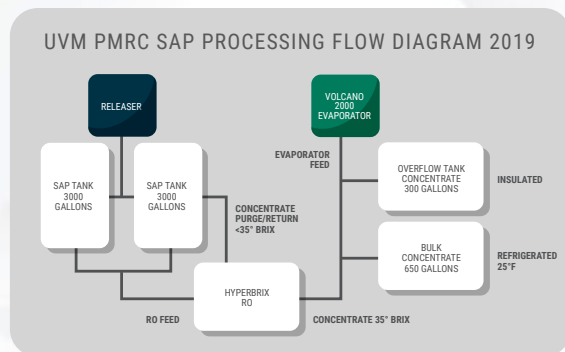 UVM PMRC SAP PROCESSING FLOW DIAGRAM 2019
RELEASER
VOLCANO
2000
EVAPORATOR
EVAPORATOR
FEED
SAP TANK
3000
GALLONS
SAP TANK
3000
GALLONS
OVERFLOW TANK
CONCENTRATE
300 GALLONS
INSULATED
CONCENTRATE
PURGE/RETURN
<35° BRIX
BULK
CONCENTRATE
650 GALLONS
REFRIGERATED
25°F
HYPERBRIX
RO
RO FEED
CONCENTRATE 35° BRIX